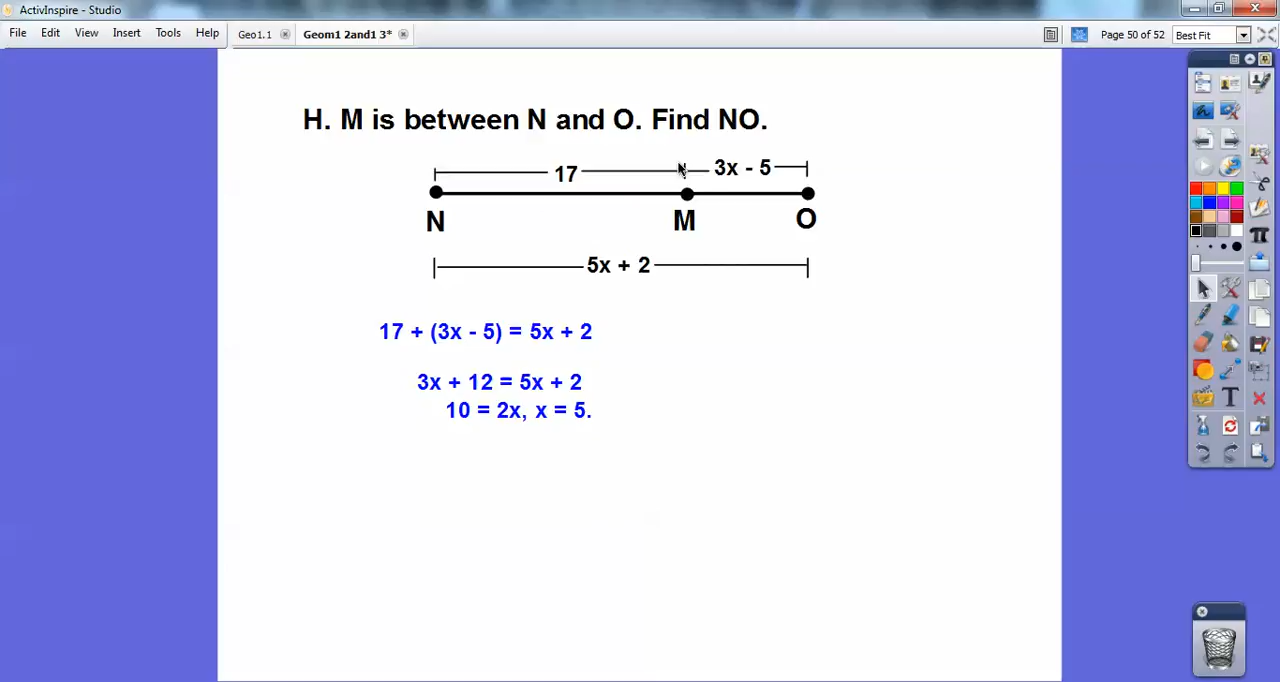 ActivInspire - Studio
File Edit View Insert Tools Help
Geo1.1 Geom1 2and1 3*
Page 50 of 52 Best Fit
H. M is between N and O. Find NO.
17 3x - 5
N M O
5x + 2
17 + (3x - 5) = 5x + 2
3x + 12 = 5x + 2
10 = 2x, x = 5.